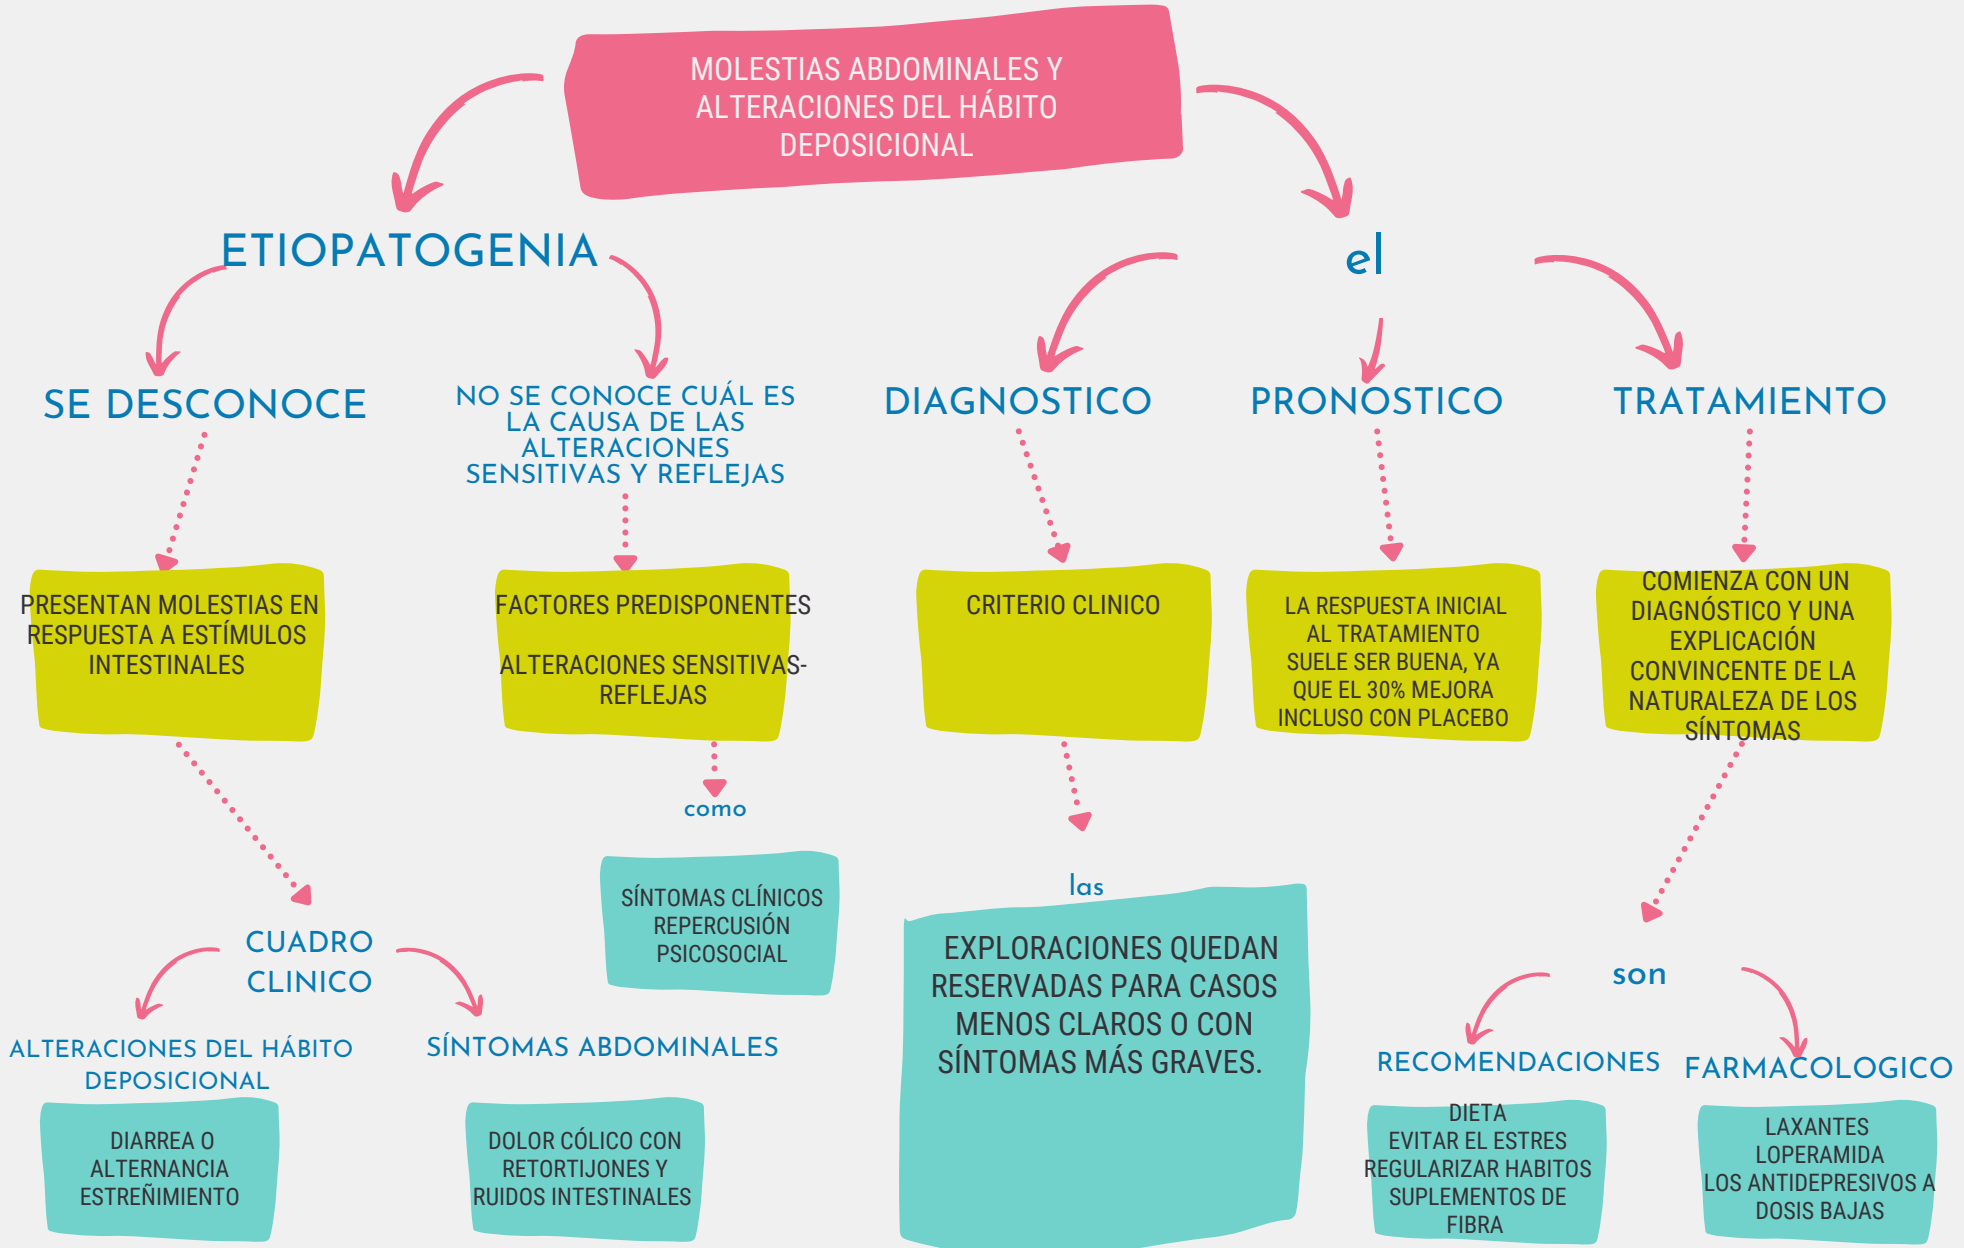 MOLESTIAS ABDOMINALES Y
ALTERACIONES DEL HÁBITO
DEPOSICIONAL
ETIOPATOGENIA
el
SE DESCONOCE
NO SE CONOCE CUÁL ES
LA CAUSA DE LAS
ALTERACIONES
SENSITIVAS Y REFLEJAS
DIAGNOSTICO
PRONOSTICO
TRATAMIENTO
PRESENTAN MOLESTIAS EN
RESPUESTA A ESTÍMULOS
INTESTINALES
FACTORES PREDISPONENTES
ALTERACIONES SENSITIVAS-
REFLEJAS
CRITERIO CLINICO
LA RESPUESTA INICIAL
AL TRATAMIENTO
SUELE SER BUENA, YA
QUE EL 30% MEJORA
INCLUSO CON PLACEBO
COMIENZA CON UN
DIAGNÓSTICO Y UNA
EXPLICACIÓN
CONVINCENTE DE LA
NATURALEZA DE LOS
SÍNTOMAS
como
SÍNTOMAS CLÍNICOS
REPERCUSIÓN
PSICOSOCIAL
las
EXPLORACIONES QUEDAN
RESERVADAS PARA CASOS
MENOS CLAROS O CON
SÍNTOMAS MÁS GRAVES.
CUADRO
CLINICO
son
ALTERACIONES DEL HÁBITO
DEPOSICIONAL
SÍNTOMAS ABDOMINALES
RECOMENDACIONES
FARMACOLOGICO
DIARREA O
ALTERNANCIA
ESTREÑIMIENTO
DOLOR CÓLICO CON
RETORTIJONES Y
RUIDOS INTESTINALES
DIETA
EVITAR EL ESTRES
REGULARIZAR HABITOS
SUPLEMENTOS DE
FIBRA
LAXANTES
LOPERAMIDA
LOS ANTIDEPRESIVOS A
DOSIS BAJAS